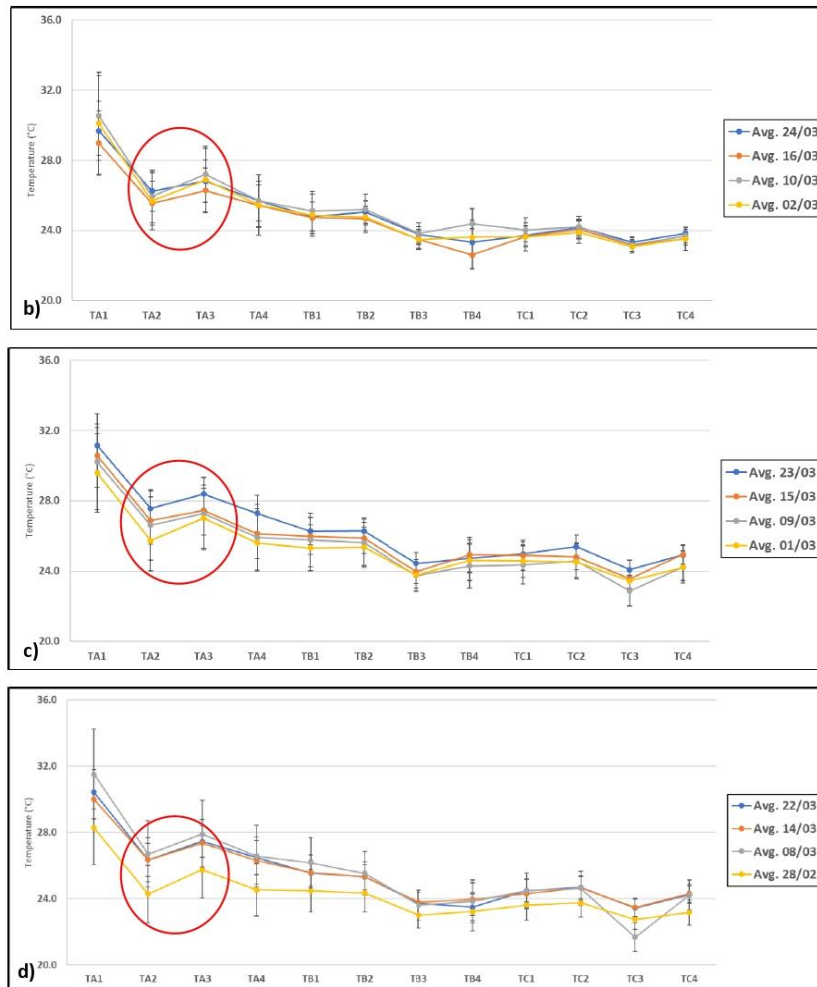 36.0
32.0
28.0
24.0
20.0
Temperature (°C)
b)
TA1 TA2 TA3 TA4 TB1 TB2 TB3 TB4 TC1 TC2 TC3 TC4
Avg. 24/03
Avg. 16/03
Avg. 10/03
Avg. 02/03
36.0
32.0
28.0
24.0
20.0
Temperature (°C)
c)
TA1 TA2 TA3 TA4 TB1 TB2 TB3 TB4 TC1 TC2 TC3 TC4
Avg. 23/03
Avg. 15/03
Avg. 09/03
Avg. 01/03
36.0
32.0
28.0
24.0
20.0
Temperature (°C)
d)
TA1 TA2 TA3 TA4 TB1 TB2 TB3 TB4 TC1 TC2 TC3 TC4
Avg. 22/03
Avg. 14/03
Avg. 08/03
Avg. 28/02